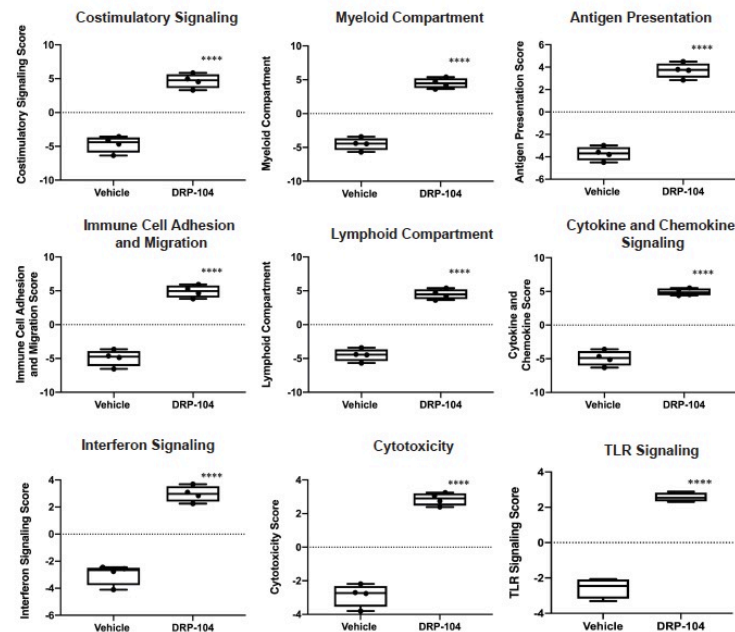 Costimulatory Signaling
Myeloid Compartment
Antigen Presentation
Costimulatory Signaling Score
10
5
0
-5
-10
****
Vehicle
DRP-104
Myeloid Compartment
10
5
0
-5
-10
****
Vehicle
DRP-104
Antigen Presentation Score
6
4
2
0
-2
-4
-6
****
Vehicle
DRP-104
Immune Cell Adhesion
and Migration
Lymphoid Compartment
Cytokine and Chemokine
Signaling
Immune Cell Adhesion
and Migration Score
10
5
0
-5
-10
****
Vehicle
DRP-104
Lymphoid Compartment
10
5
0
-5
-10
****
Vehicle
DRP-104
Cytokine and
Chemokine Score
10
5
0
-5
-10
****
Vehicle
DRP-104
Interferon Signaling
Cytotoxicity
TLR Signaling
Interferon Signaling Score
4
2
0
-2
-4
-6
****
Vehicle
DRP-104
Cytotoxicity Score
4
2
0
-2
-4
****
Vehicle
DRP-104
TLR Signaling Score
4
2
0
-2
-4
****
Vehicle
DRP-104